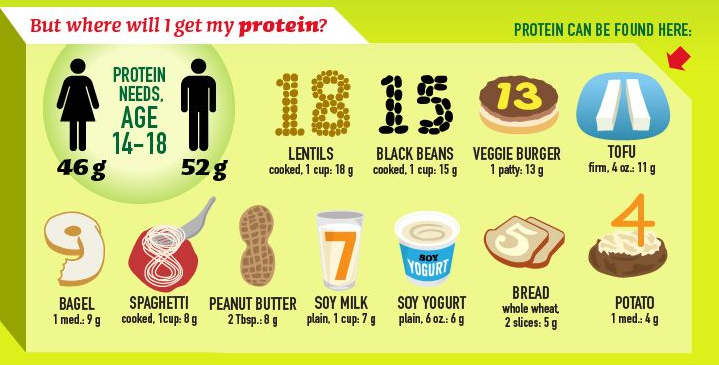 But where will I get my protein?
PROTEIN CAN BE FOUND HERE:
PROTEIN
NEEDS,
AGE
14–18
46 g
52 g
18
LENTILS
cooked, 1 cup: 18 g
15
BLACK BEANS
cooked, 1 cup: 15 g
13
VEGGIE BURGER
1 patty: 13 g
11
TOFU
firm, 4 oz.: 11 g
9
BAGEL
1 med.: 9 g
8
SPAGHETTI
cooked, 1cup: 8 g
8
PEANUT BUTTER
2 Tbsp.: 8 g
7
SOY MILK
plain, 1 cup: 7 g
SOY
YOGURT
SOY YOGURT
plain, 6 oz.: 6 g
5
BREAD
whole wheat,
2 slices: 5 g
4
POTATO
1 med.: 4 g